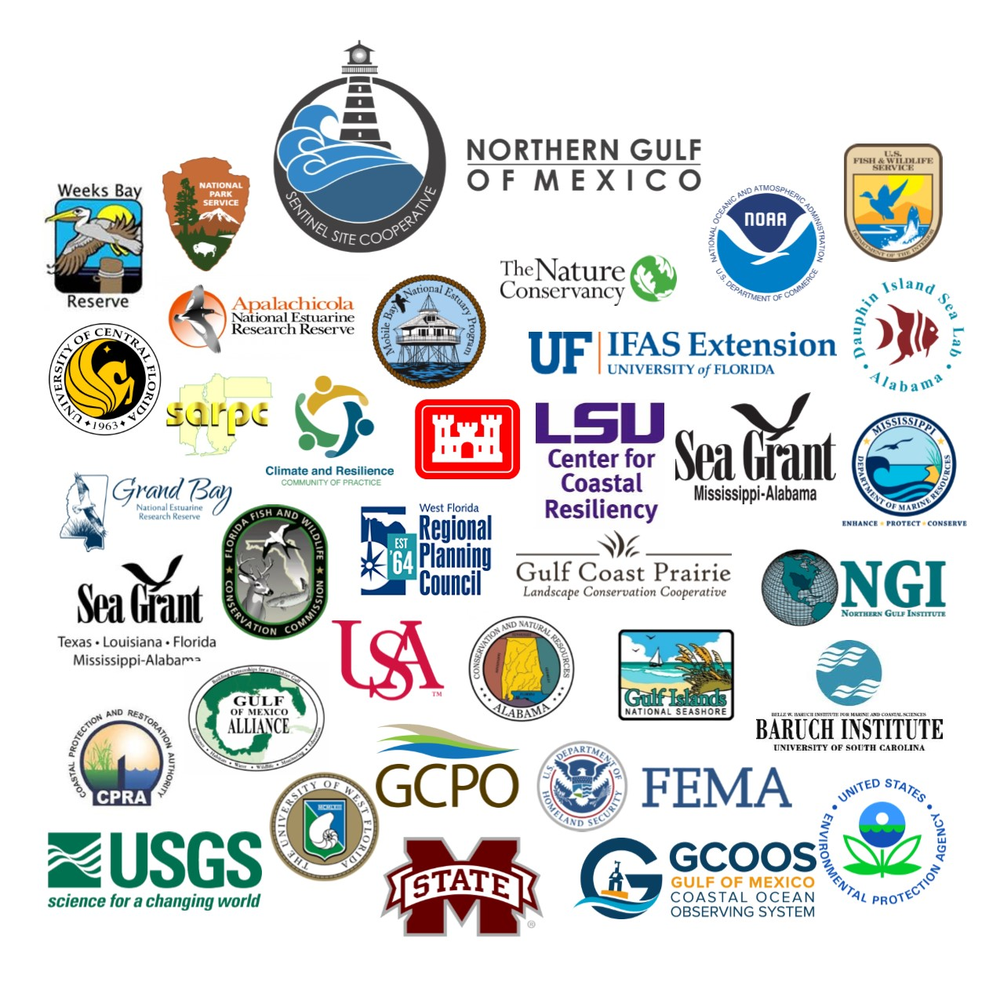 NORTHERN GULF
OF MEXICO
SENTINEL SITE COOPERATIVE
U.S.
FISH & WILDLIFE
SERVICE
DEPARTMENT OF THE INTERIOR
NATIONAL
PARK
SERVICE
Weeks Bay
Reserve
NATIONAL OCEANIC AND ATMOSPHERIC ADMINISTRATION
NOAA
U.S. DEPARTMENT OF COMMERCE
The Nature
Conservancy
Apalachicola
National Estuarine
Research Reserve
Mobile Bay National Estuary Program
Dauphin Island Sea Lab
Alabama
UF IFAS Extension
UNIVERSITY of FLORIDA
UNIVERSITY OF CENTRAL FLORIDA
1963
sarpc
Climate and Resilience
COMMUNITY OF PRACTICE
LSU
Center for
Coastal
Resiliency
Sea Grant
Mississippi-Alabama
MISSISSIPPI
DEPARTMENT OF MARINE RESOURCES
ENHANCE PROTECT CONSERVE
Grand Bay
National Estuarine
Research Reserve
FLORIDA FISH AND WILDLIFE
CONSERVATION COMMISSION
West Florida
Regional
Planning
Council
EST
'64
Gulf Coast Prairie
Landscape Conservation Cooperative
NGI
NORTHERN GULF INSTITUTE
Sea Grant
Texas • Louisiana • Florida
Mississippi-Alabama
USA
TM
CONSERVATION AND NATURAL RESOURCES
ALABAMA
Gulf Islands
NATIONAL SEASHORE
BELLE W. BARUCH INSTITUTE FOR MARINE AND COASTAL SCIENCES
BARUCH INSTITUTE
UNIVERSITY OF SOUTH CAROLINA
Building Partnerships for a Healthier Gulf
GULF
OF MEXICO
ALLIANCE
COASTAL PROTECTION AND RESTORATION AUTHORITY
CPRA
GCPO
U.S. DEPARTMENT OF
HOMELAND SECURITY
FEMA
UNITED STATES
ENVIRONMENTAL PROTECTION AGENCY
THE UNIVERSITY OF WEST FLORIDA
MCMLXIII
USGS
science for a changing world
M
STATE
®
GCOOS
GULF OF MEXICO
COASTAL OCEAN
OBSERVING SYSTEM